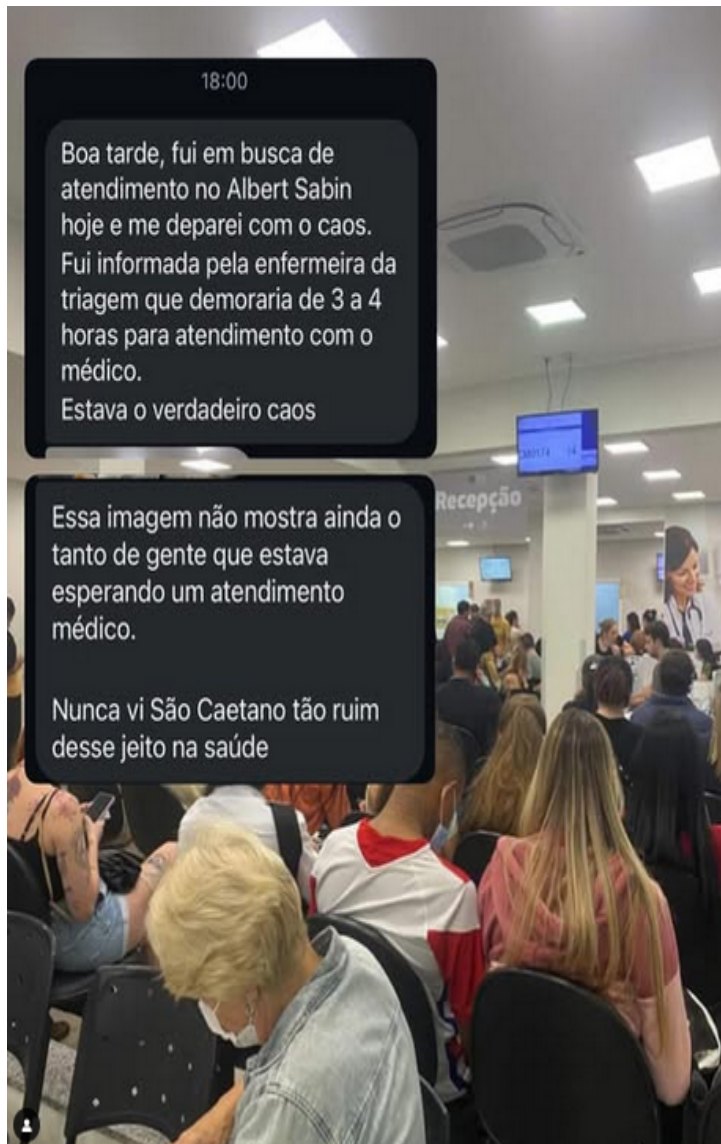 18:00
Boa tarde, fui em busca de
atendimento no Albert Sabin
hoje e me deparei com o caos.
Fui informada pela enfermeira da
triagem que demoraria de 3 a 4
horas para atendimento com o
médico.
Estava o verdadeiro caos
Essa imagem não mostra ainda o
tanto de gente que estava
esperando um atendimento
médico.
Nunca vi São Caetano tão ruim
desse jeito na saúde
Recepção